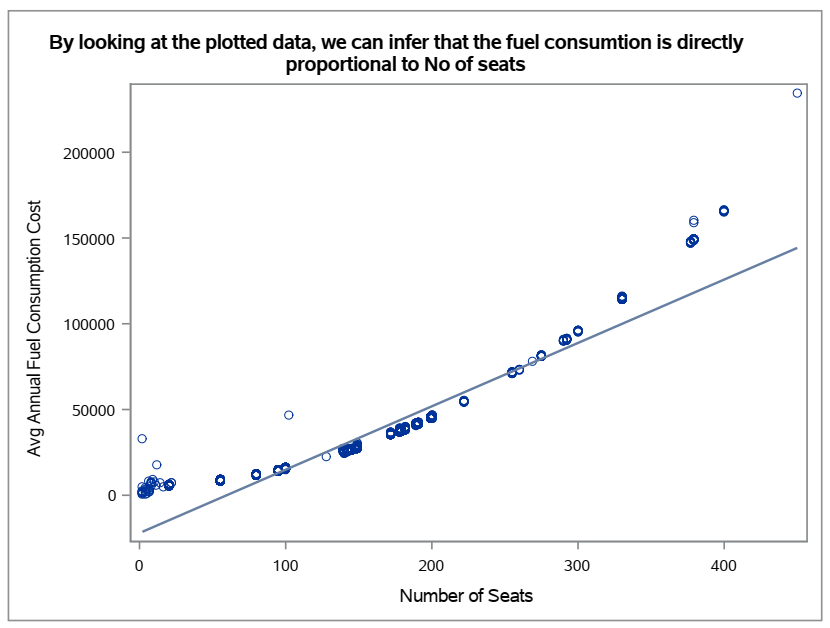 By looking at the plotted data, we can infer that the fuel consumtion is directly
proportional to No of seats
200000
150000
100000
50000
0
Avg Annual Fuel Consumption Cost
0 100 200 300 400
Number of Seats